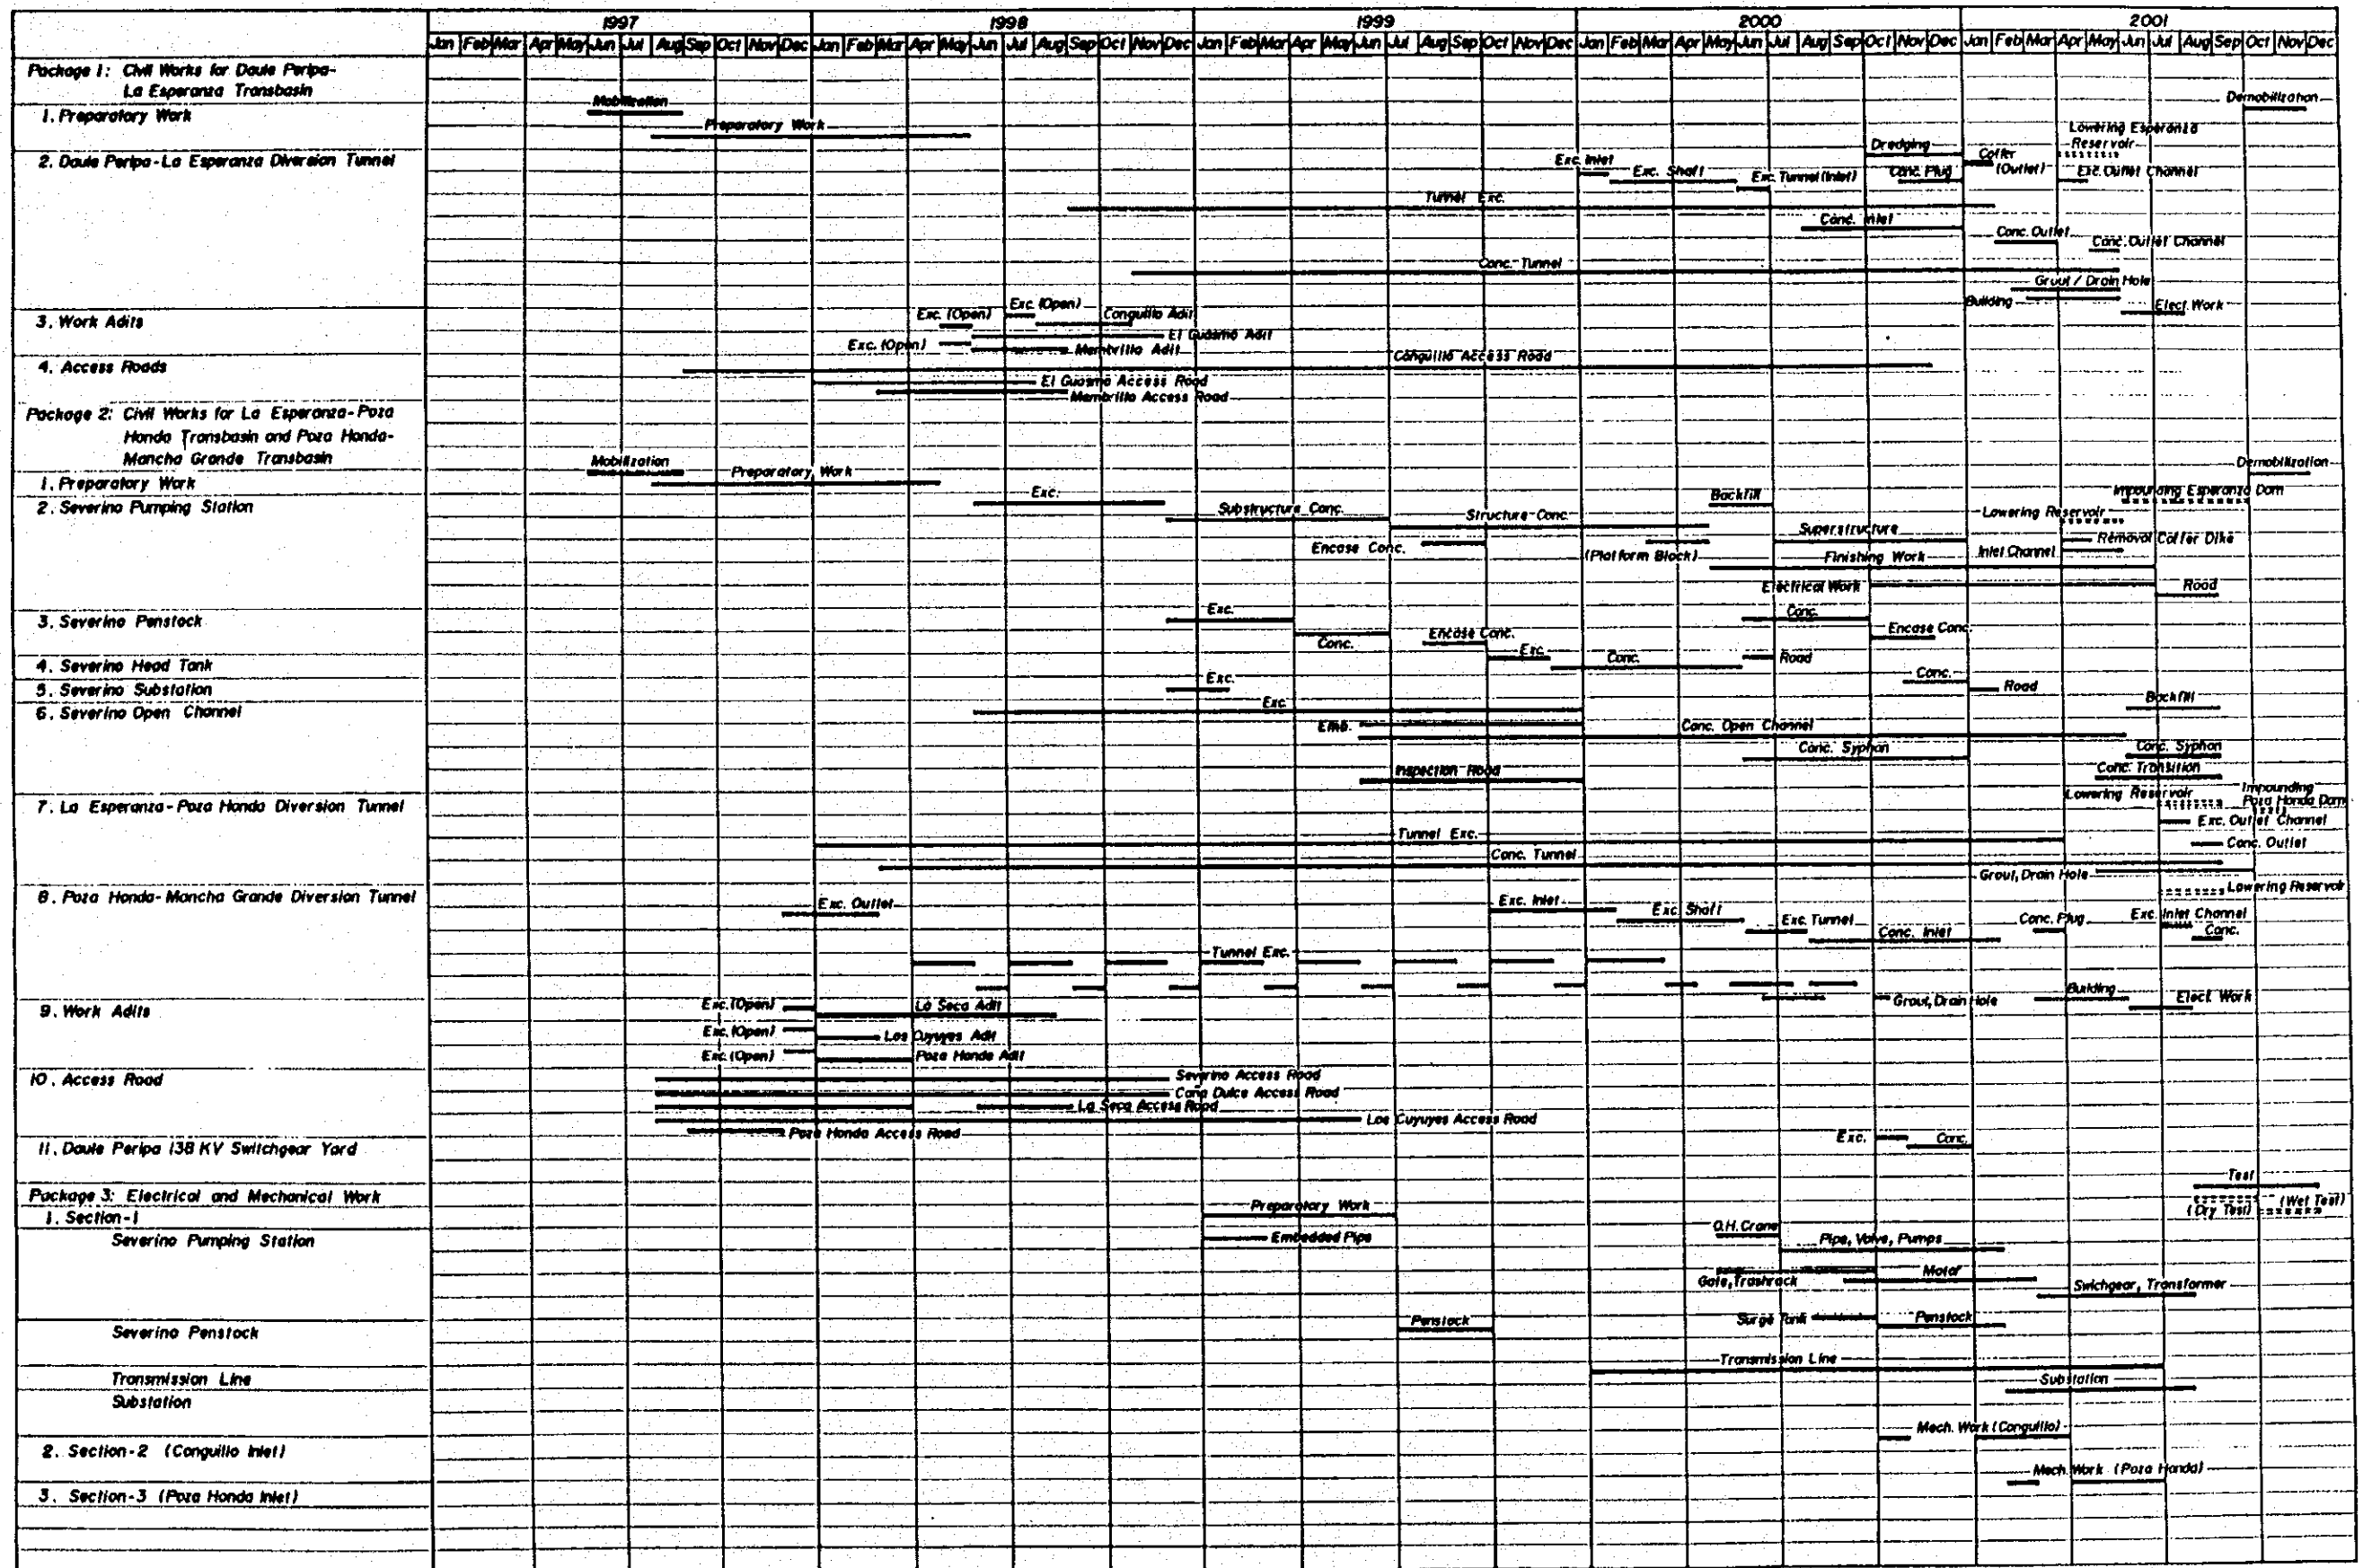 1997 1998 1999 2000 2001
Jan Feb Mar Apr May Jun Jul Aug Sep Oct Nov Dec Jan Feb Mar Apr May Jun Jul Aug Sep Oct Nov Dec Jan Feb Mar Apr May Jun Jul Aug Sep Oct Nov Dec Jan Feb Mar Apr May Jun Jul Aug Sep Oct Nov Dec Jan Feb Mar Apr May Jun Jul Aug Sep Oct Nov Dec
Package 1: Civil Works for Daule Peripa-
La Esperanza Transbasin
Mobilization Demobilization
1. Preparatory Work
Preparatory Work
Lowering Esperanza
Reservoir
2. Daule Peripa-La Esperanza Diversion Tunnel
Exc. Inlet Dredging Coffer
(Outlet)
Exc. Shaft Exc. Tunnel (Inlet) Conc. Plug Exc. Outlet Channel
Tunnel Exc.
Conc. Inlet
Conc. Outlet Conc. Outlet Channel
Conc. Tunnel
Grout / Drain Hole
Building Elect. Work
3. Work Adits
Exc. (Open) Exc. (Open) Conguillo Adit
El Guasmo Adit
Exc. (Open) Membrillo Adit
4. Access Roads
Conguillo Access Road
El Guasmo Access Road
Membrillo Access Road
Package 2: Civil Works for La Esperanza-Poza
Honda Transbasin and Poza Honda-
Mancha Grande Transbasin
Mobilization Demobilization
1. Preparatory Work
Preparatory Work
2. Severino Pumping Station
Exc. Backfill Impounding Esperanza Dam
Substructure Conc. Structure Conc. Lowering Reservoir
Superstructure Removal Coffer Dike
Encase Conc. (Platform Block) Inlet Channel
Finishing Work
Electrical Work Road
3. Severino Penstock
Exc. Conc.
Conc. Encase Conc. Encase Conc.
4. Severino Head Tank
Exc. Conc. Road
5. Severino Substation
Exc. Conc. Road
6. Severino Open Channel
Exc. Backfill
Emb. Conc. Open Channel
Conc. Syphon Conc. Syphon
Inspection Road Conc. Transition
7. La Esperanza-Poza Honda Diversion Tunnel
Lowering Reservoir Impounding
Poza Honda Dam
Exc. Outlet Channel
Tunnel Exc. Conc. Outlet
Conc. Tunnel
Grout, Drain Hole
8. Poza Honda-Mancha Grande Diversion Tunnel
Lowering Reservoir
Exc. Outlet Exc. Inlet Exc. Shaft Exc. Tunnel Conc. Plug Exc. Inlet Channel
Conc. Inlet Conc.
Tunnel Exc.
Grout, Drain Hole Building Elect. Work
9. Work Adits
Exc. (Open) La Seca Adit
Exc. (Open) Los Cuyuyes Adit
Exc. (Open) Poza Honda Adit
10. Access Road
Severino Access Road
Caña Dulce Access Road
La Seca Access Road
Los Cuyuyes Access Road
Poza Honda Access Road
11. Daule Peripa 138 KV Switchgear Yard
Exc. Conc.
Package 3: Electrical and Mechanical Work
Test
(Wet Test)
(Dry Test)
1. Section-1
Preparatory Work
Severino Pumping Station
Embedded Pipe O.H. Crane
Pipe, Valve, Pumps
Gate, Trashrack Motor
Swichgear, Transformer
Severino Penstock
Penstock Surge Tank Penstock
Transmission Line
Transmission Line
Substation
Substation
2. Section-2 (Conguillo Inlet)
Mech. Work (Conguillo)
3. Section-3 (Poza Honda Inlet)
Mech. Work (Poza Honda)